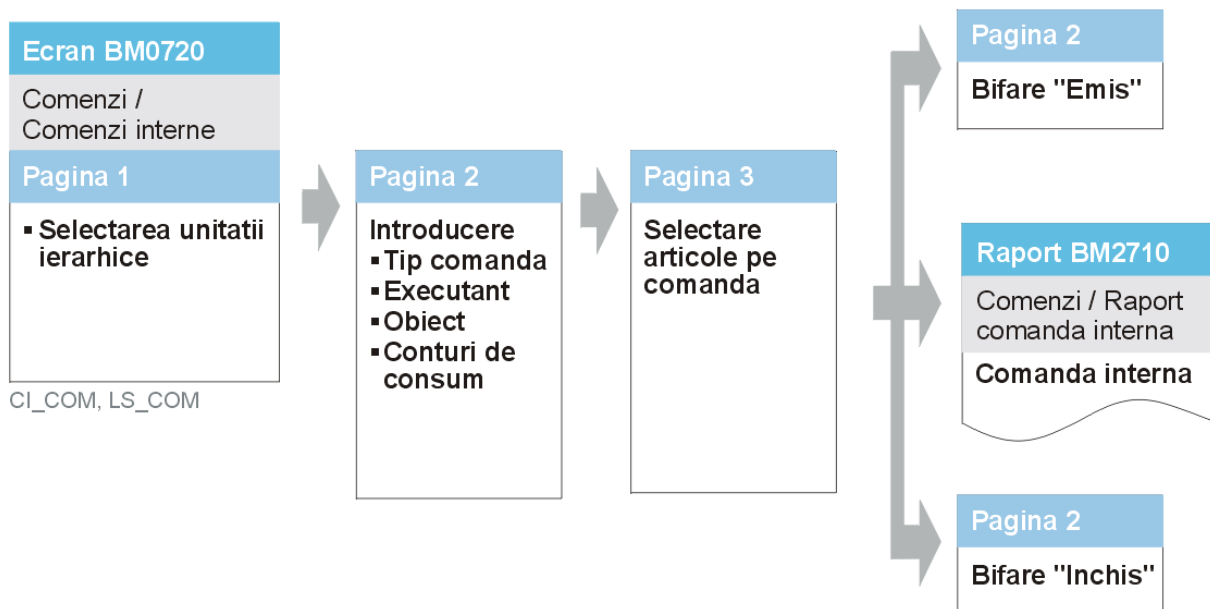 Ecran BM0720
Comenzi /
Comenzi interne
Pagina 1
▪ Selectarea unitatii
ierarhice
CI_COM, LS_COM
Pagina 2
Introducere
▪ Tip comanda
▪ Executant
▪ Obiect
▪ Conturi de
consum
Pagina 3
Selectare
articole pe
comanda
Pagina 2
Bifare "Emis"
Raport BM2710
Comenzi / Raport
comanda interna
Comanda interna
Pagina 2
Bifare "Inchis"